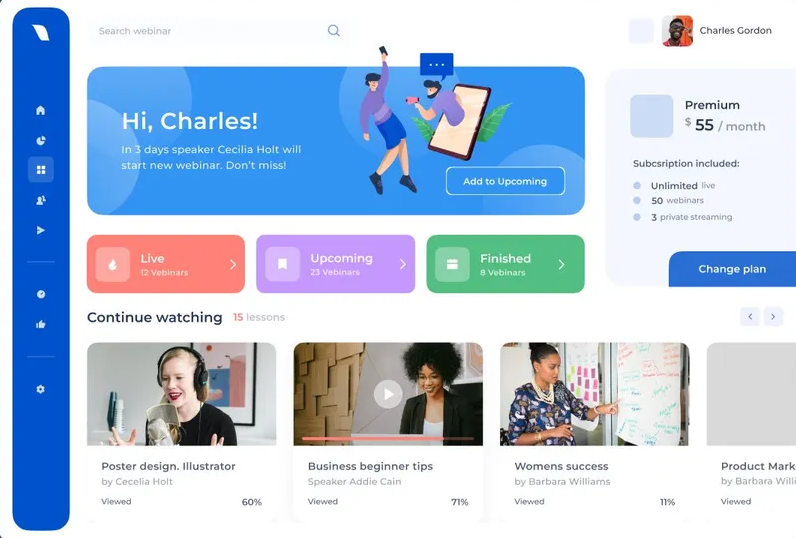 Search webinar
Charles Gordon
Hi, Charles!
In 3 days speaker Cecilia Holt will
start new webinar. Don't miss!
Add to Upcoming
Premium
$ 55 / month
Subcsription included:
Unlimited live
50 webinars
3 private streaming
Change plan
Live
12 Vebinars
Upcoming
23 Vebinars
Finished
8 Vebinars
Continue watching 15 lessons
Poster design. Illustrator
by Cecelia Holt
Viewed 60%
Business beginner tips
Speaker Addie Cain
Viewed 71%
Womens success
by Barbara Williams
Viewed 11%
Product Mark
by Barbara Willi
Viewed